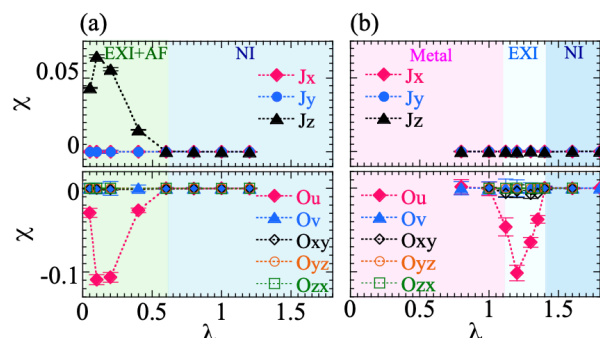 (a)
EXI+AF NI
χ
0.05
0
Jx
Jy
Jz
χ
0
-0.1
Ou
Ov
Oxy
Oyz
Ozx
0 0.5 1 1.5
λ
(b)
Metal EXI NI
χ
Jx
Jy
Jz
χ
Ou
Ov
Oxy
Oyz
Ozx
0 0.5 1 1.5
λ